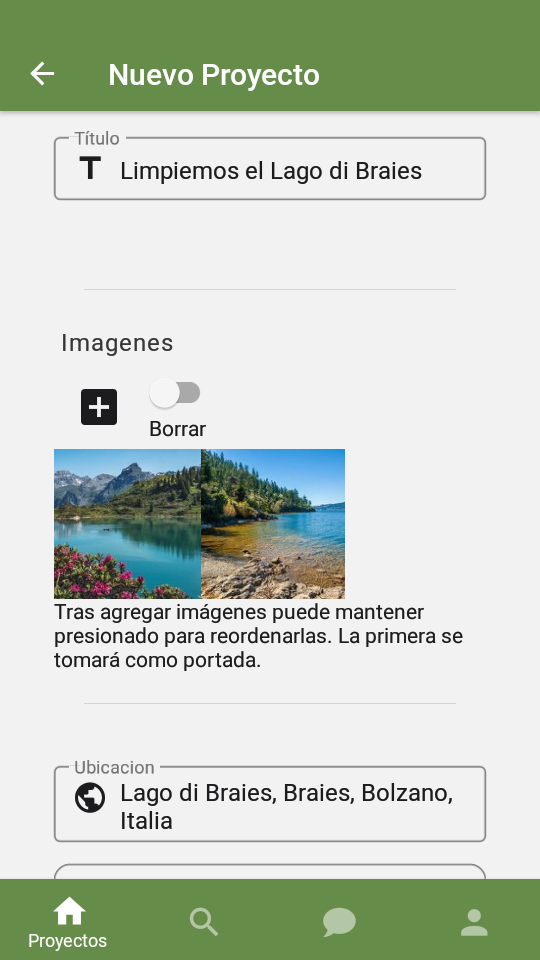 Nuevo Proyecto
Título
Limpiemos el Lago di Braies
Imagenes
Borrar
Tras agregar imágenes puede mantener
presionado para reordenarlas. La primera se
tomará como portada.
Ubicacion
Lago di Braies, Braies, Bolzano,
Italia
Proyectos